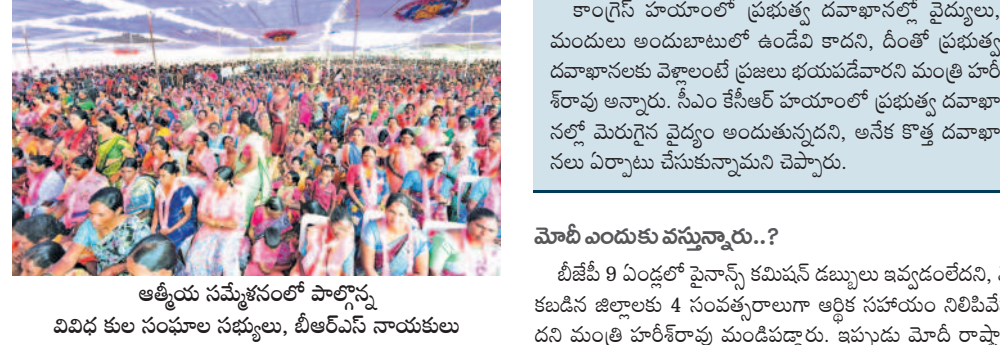 ఆత్మీయ సమ్మేళనంలో పాల్గొన్న
వివిధ కుల సంఘాల సభ్యులు, బీఆర్ఎస్ నాయకులు
కాంగ్రెస్ హయాంలో ప్రభుత్వ దవాఖానల్లో వైద్యులు,
మందులు అందుబాటులో ఉండేవి కాదని, దీంతో ప్రభుత్వ
దవాఖానలకు వెళ్లాలంటే ప్రజలు భయపడేవారని మంత్రి హరీ
శ్‌రావు అన్నారు. సీఎం కేసీఆర్ హయాంలో ప్రభుత్వ దవాఖా
నల్లో మెరుగైన వైద్యం అందుతున్నదని, అనేక కొత్త దవాఖా
నలు ఏర్పాటు చేసుకున్నామని చెప్పారు.
మోదీ ఎందుకు వస్తున్నారు..?
బీజేపీ 9 ఏండ్లలో ఫైనాన్స్ కమిషన్ డబ్బులు ఇవ్వడంలేదని,
కబడిన జిల్లాలకు 4 సంవత్సరాలుగా ఆర్థిక సహాయం నిలిపివే
దని మంత్రి హరీశ్‌రావు మండిపడ్డారు. ఇప్పుడు మోదీ రాష్ట్రా